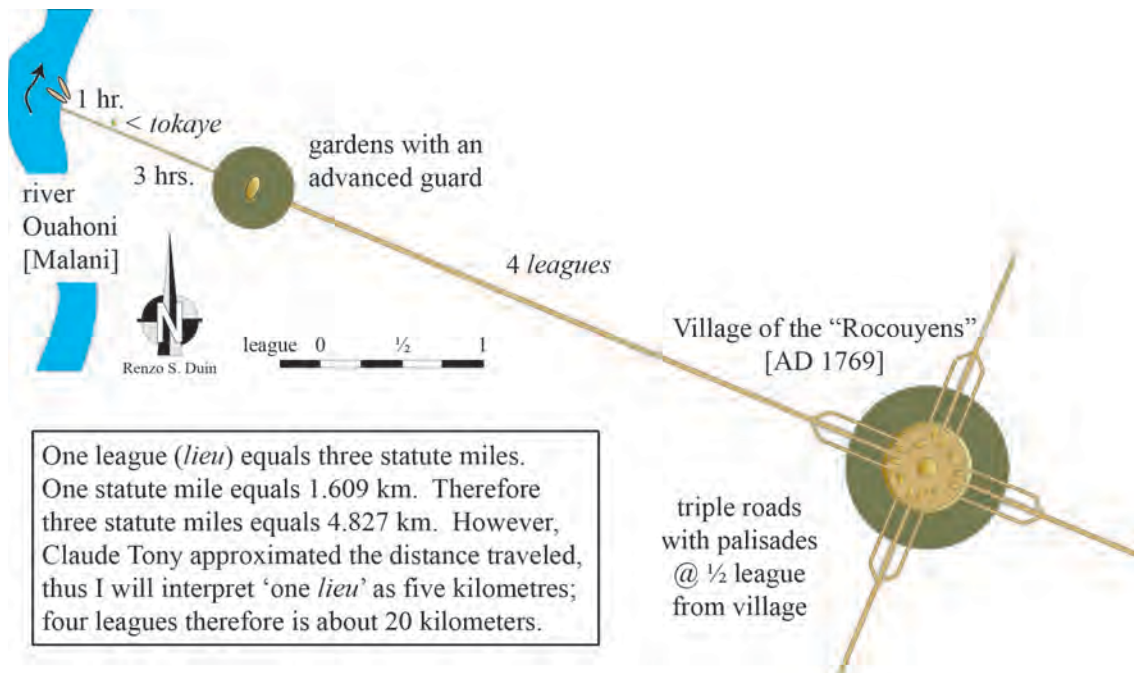 1 hr.
< tokaye
3 hrs.
gardens with an
advanced guard
river
Ouahoni
[Malani]
N
Renzo S. Duin
4 leagues
league 0 ½ 1
Village of the “Rocouyens”
[AD 1769]
triple roads
with palisades
@ ½ league
from village
One league (lieu) equals three statute miles.
One statute mile equals 1.609 km. Therefore
three statute miles equals 4.827 km. However,
Claude Tony approximated the distance traveled,
thus I will interpret ‘one lieu’ as five kilometres;
four leagues therefore is about 20 kilometers.